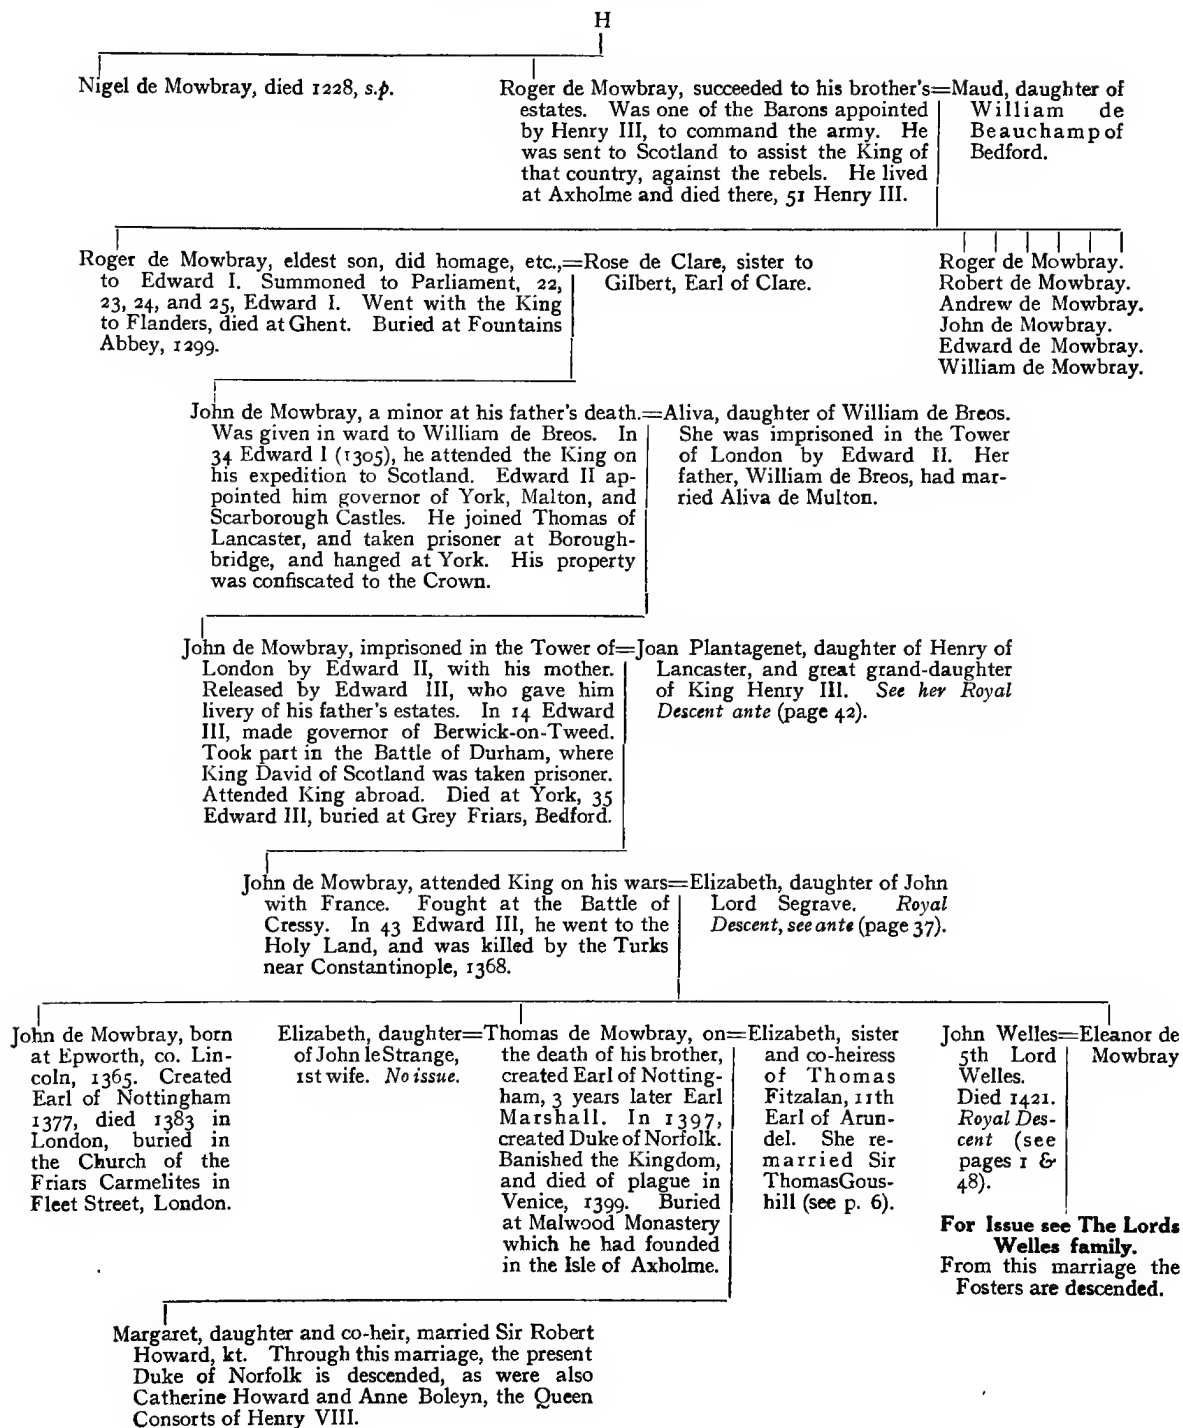 H
Nigel de Mowbray, died 1228, s.p.
Roger de Mowbray, succeeded to his brother's=Maud, daughter of
estates. Was one of the Barons appointed
by Henry III, to command the army. He
was sent to Scotland to assist the King of
that country, against the rebels. He lived
at Axholme and died there, 51 Henry III.
William de
Beauchamp of
Bedford.
Roger de Mowbray, eldest son, did homage, etc.,=Rose de Clare, sister to
to Edward I. Summoned to Parliament, 22,
23, 24, and 25, Edward I. Went with the King
to Flanders, died at Ghent. Buried at Fountains
Abbey, 1299.
Gilbert, Earl of Clare.
Roger de Mowbray.
Robert de Mowbray.
Andrew de Mowbray.
John de Mowbray.
Edward de Mowbray.
William de Mowbray.
John de Mowbray, a minor at his father's death.=Aliva, daughter of William de Breos.
Was given in ward to William de Breos. In
34 Edward I (1305), he attended the King on
his expedition to Scotland. Edward II ap-
pointed him governor of York, Malton, and
Scarborough Castles. He joined Thomas of
Lancaster, and taken prisoner at Borough-
bridge, and hanged at York. His property
was confiscated to the Crown.
She was imprisoned in the Tower
of London by Edward II. Her
father, William de Breos, had mar-
ried Aliva de Multon.
John de Mowbray, imprisoned in the Tower of=Joan Plantagenet, daughter of Henry of
London by Edward II, with his mother.
Released by Edward III, who gave him
livery of his father's estates. In 14 Edward
III, made governor of Berwick-on-Tweed.
Took part in the Battle of Durham, where
King David of Scotland was taken prisoner.
Attended King abroad. Died at York, 35
Edward III, buried at Grey Friars, Bedford.
Lancaster, and great grand-daughter
of King Henry III. See her Royal
Descent ante (page 42).
John de Mowbray, attended King on his wars=Elizabeth, daughter of John
with France. Fought at the Battle of
Cressy. In 43 Edward III, he went to the
Holy Land, and was killed by the Turks
near Constantinople, 1368.
Lord Segrave. Royal
Descent, see ante (page 37).
John de Mowbray, born
at Epworth, co. Lin-
coln, 1365. Created
Earl of Nottingham
1377, died 1383 in
London, buried in
the Church of the
Friars Carmelites in
Fleet Street, London.
Elizabeth, daughter=Thomas de Mowbray, on=Elizabeth, sister
of John le Strange,
1st wife. No issue.
the death of his brother,
created Earl of Notting-
ham, 3 years later Earl
Marshall. In 1397,
created Duke of Norfolk.
Banished the Kingdom,
and died of plague in
Venice, 1399. Buried
at Malwood Monastery
which he had founded
in the Isle of Axholme.
and co-heiress
of Thomas
Fitzalan, 11th
Earl of Arun-
del. She re-
married Sir
Thomas Gous-
hill (see p. 6).
John Welles=Eleanor de
5th Lord
Welles.
Died 1421.
Royal Des-
cent (see
pages 1 &
48).
Mowbray
For Issue see The Lords
Welles family.
From this marriage the
Fosters are descended.
Margaret, daughter and co-heir, married Sir Robert
Howard, kt. Through this marriage, the present
Duke of Norfolk is descended, as were also
Catherine Howard and Anne Boleyn, the Queen
Consorts of Henry VIII.